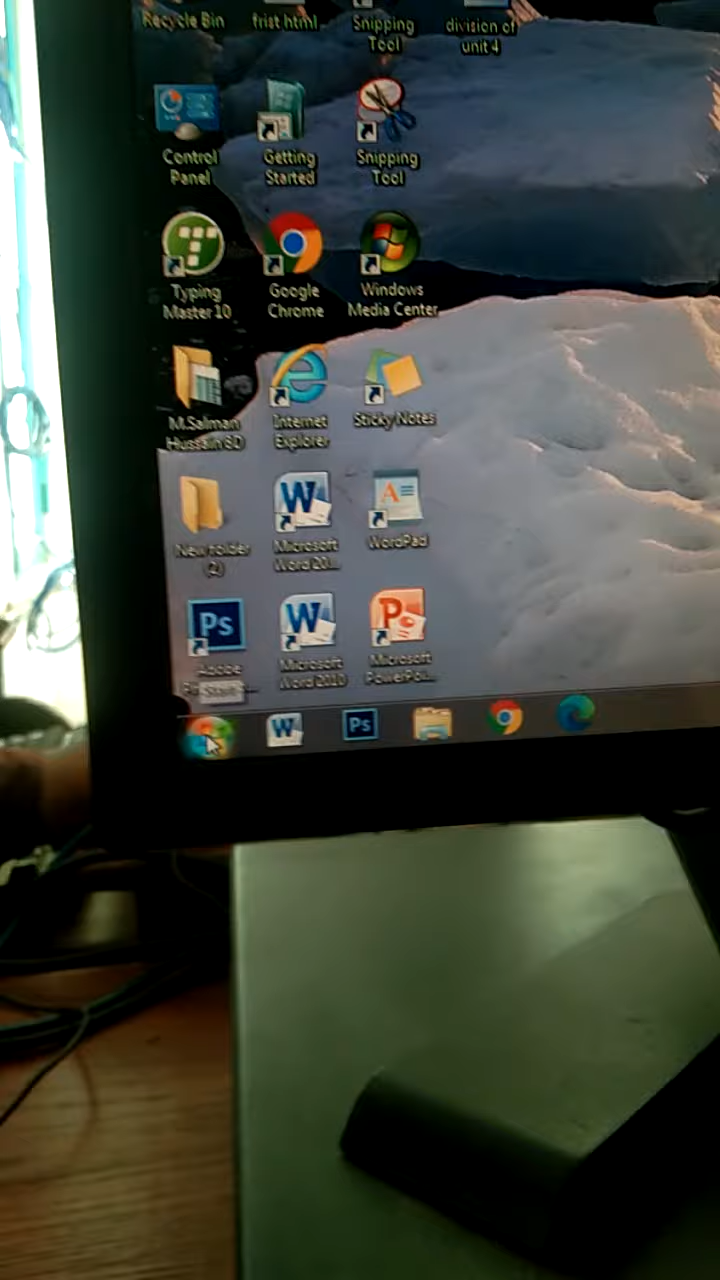 Recycle Bin
frist html
Snipping
Tool
division of
unit 4
Control
Panel
Getting
Started
Snipping
Tool
Typing
Master 10
Google
Chrome
Windows
Media Center
M.Salman
Hussain 8D
Internet
Explorer
Sticky Notes
New folder
(2)
Microsoft
Word 20...
WordPad
Ps
Adobe
Microsoft
Word 2010
Microsoft
PowerPoi...
Start
Ps